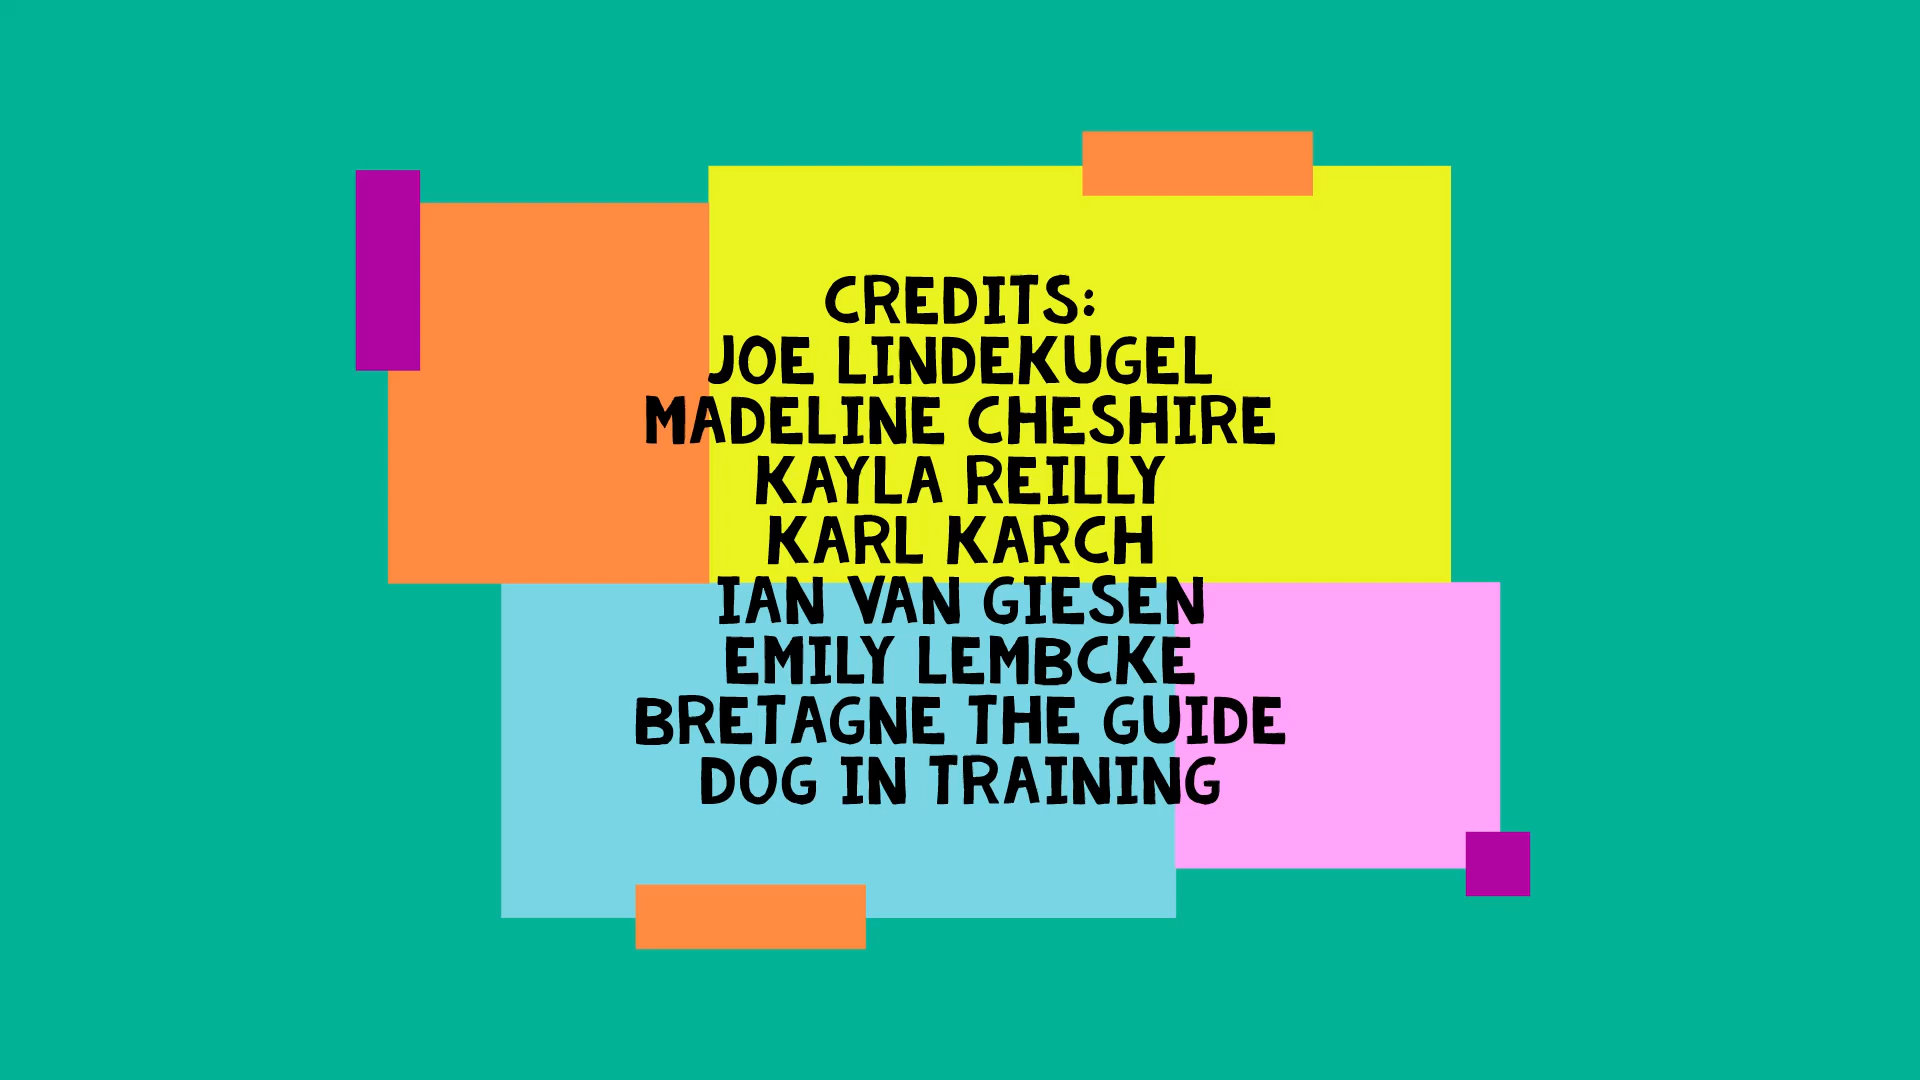 CREDITS:
JOE LINDEKUGEL
MADELINE CHESHIRE
KAYLA REILLY
KARL KARCH
IAN VAN GIESEN
EMILY LEMBCKE
BRETAGNE THE GUIDE
DOG IN TRAINING